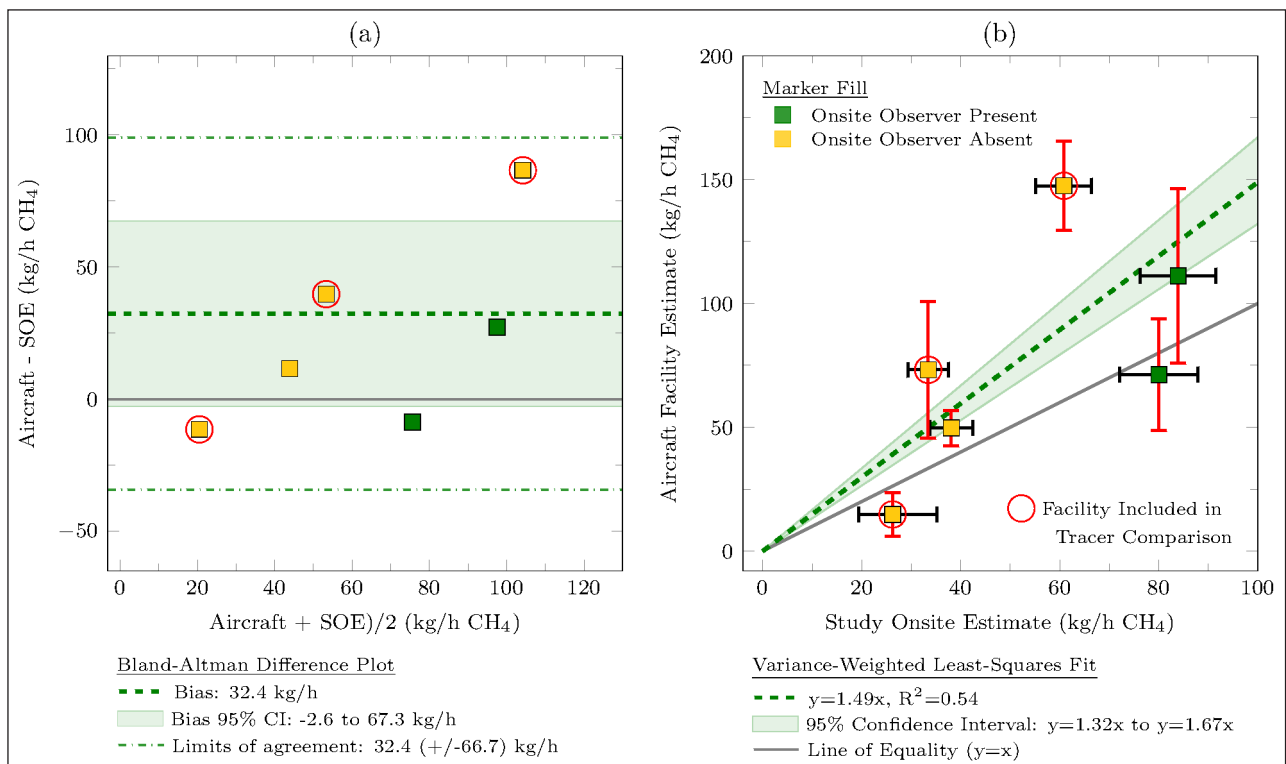 (a)
100
50
0
−50
0
20
40
60
80
100
120
Aircraft - SOE (kg/h CH₄)
Aircraft + SOE)/2 (kg/h CH₄)
Bland-Altman Difference Plot
Bias: 32.4 kg/h
Bias 95% CI: -2.6 to 67.3 kg/h
Limits of agreement: 32.4 (+/-66.7) kg/h
(b)
200
150
100
50
0
0
20
40
60
80
100
Aircraft Facility Estimate (kg/h CH₄)
Marker Fill
Onsite Observer Present
Onsite Observer Absent
Facility Included in
Tracer Comparison
Study Onsite Estimate (kg/h CH₄)
Variance-Weighted Least-Squares Fit
y=1.49x, R²=0.54
95% Confidence Interval: y=1.32x to y=1.67x
Line of Equality (y=x)